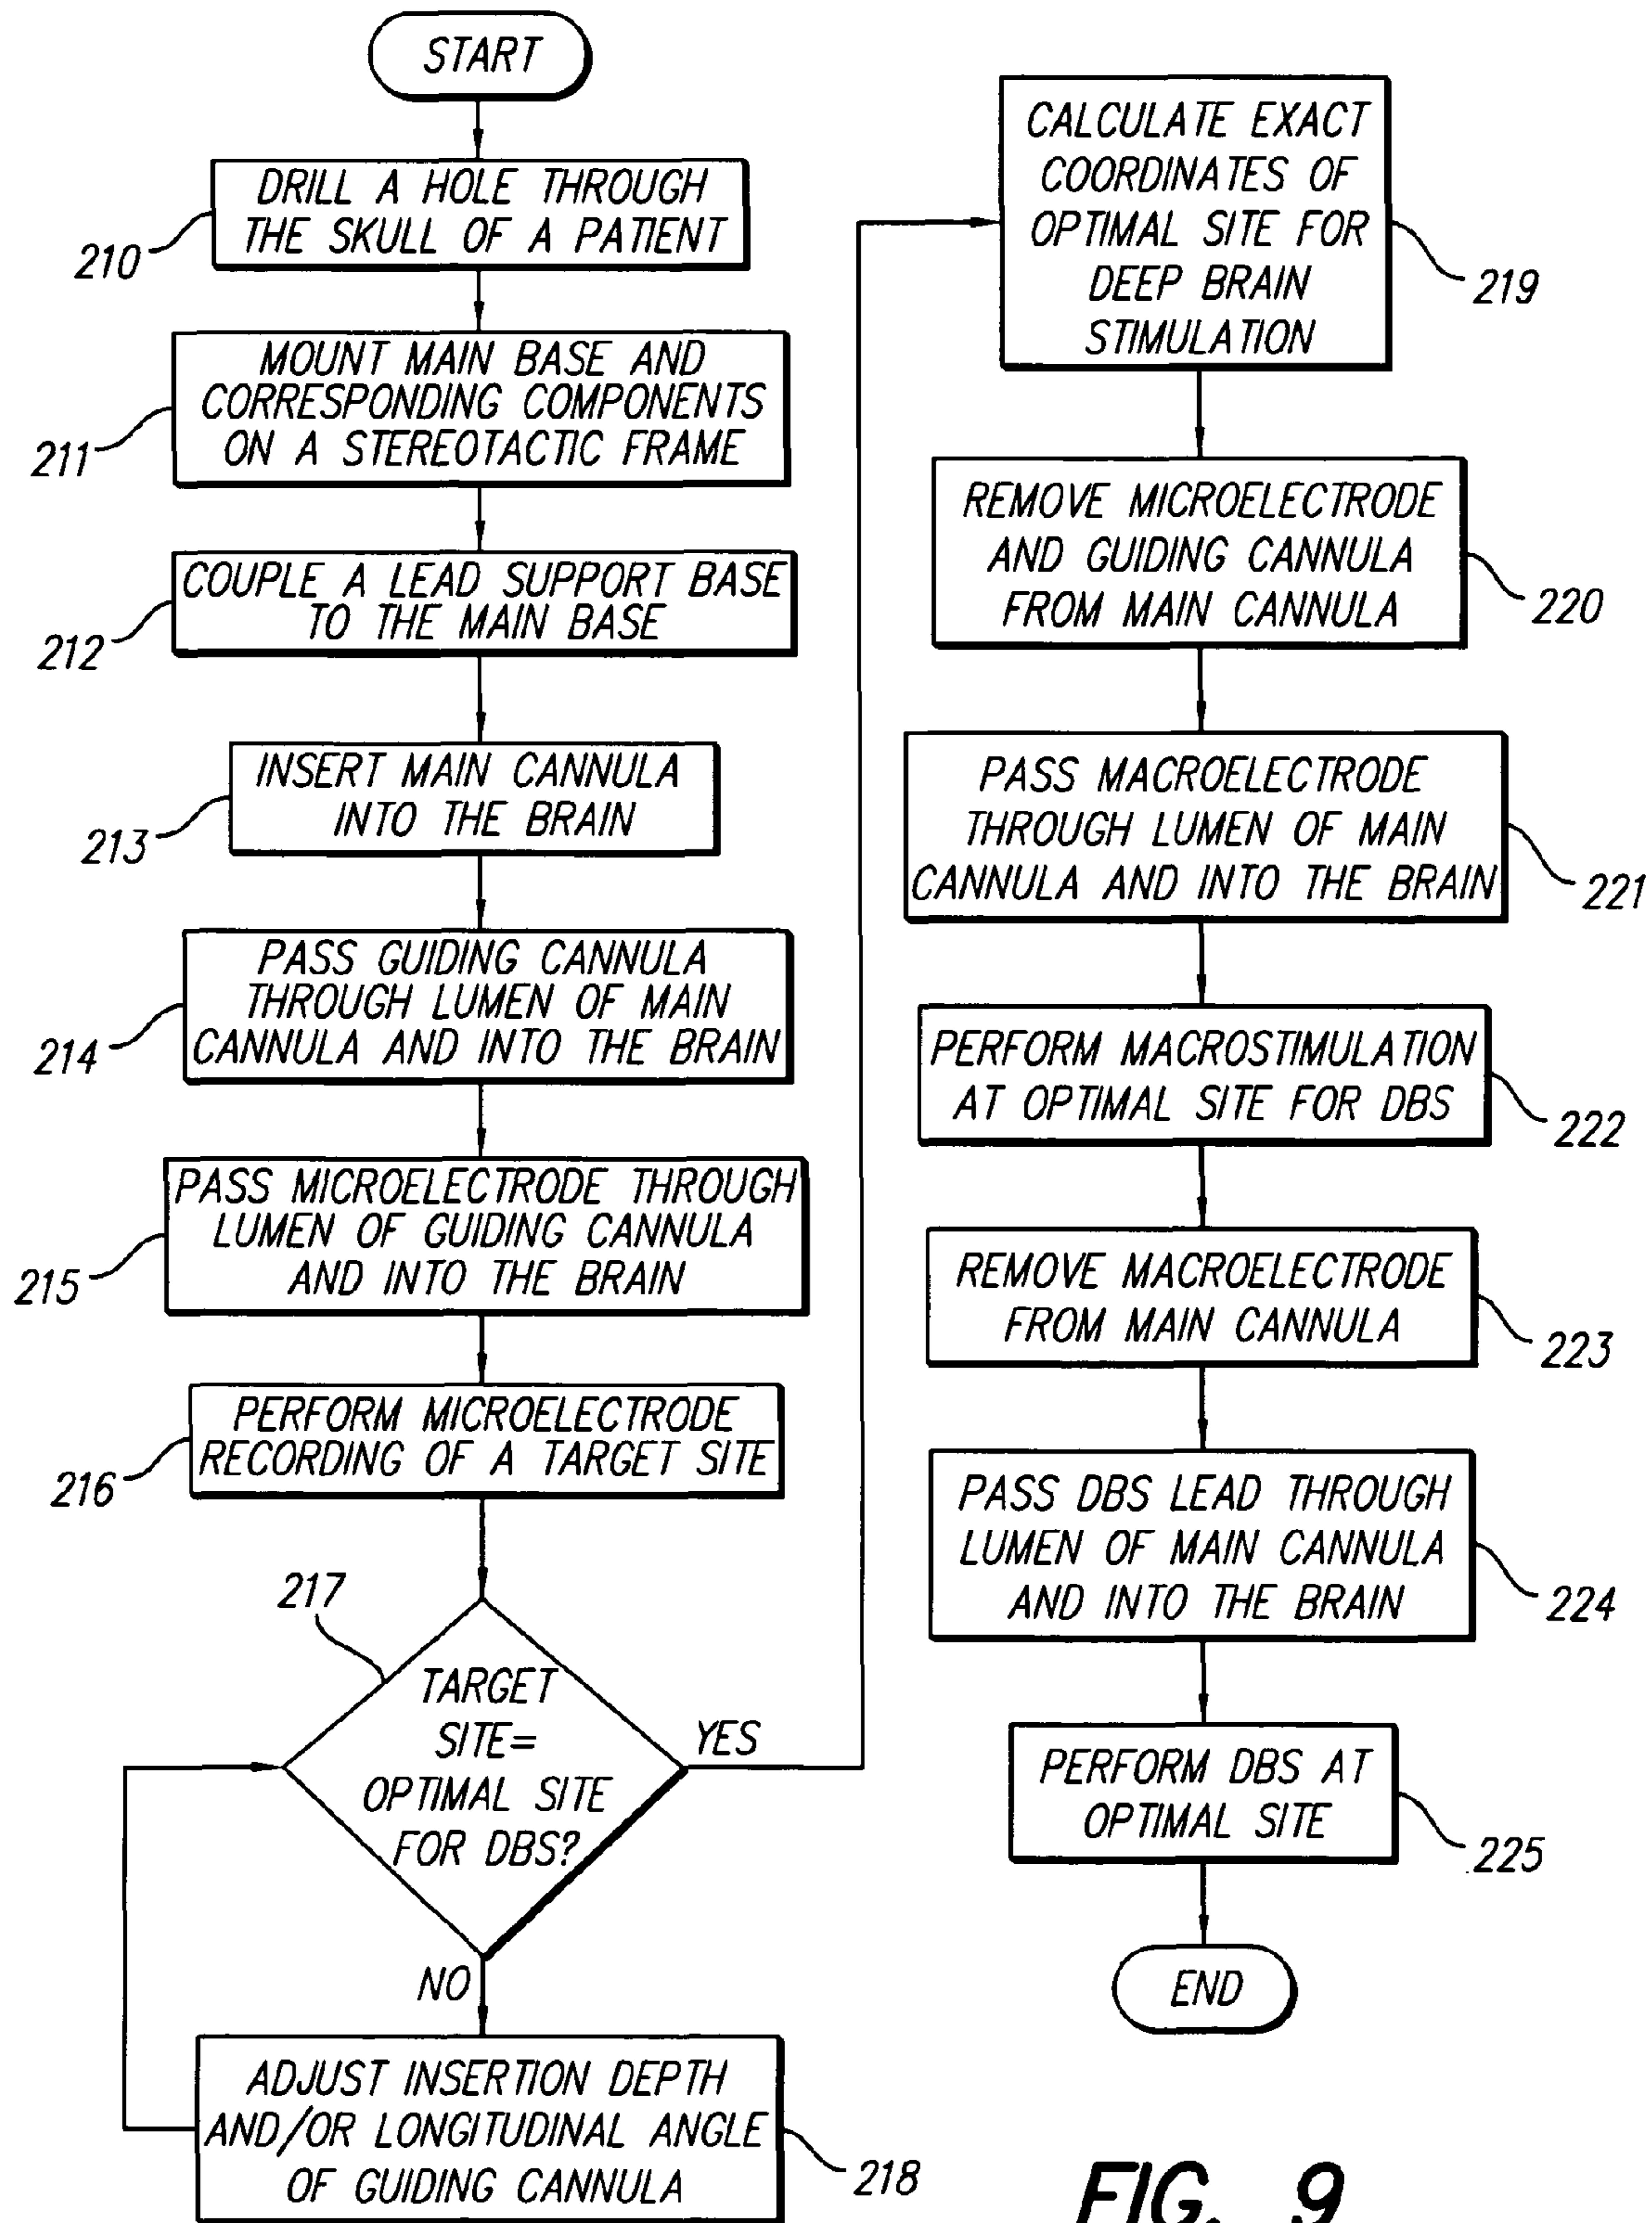 START
DRILL A HOLE THROUGH
THE SKULL OF A PATIENT
210
MOUNT MAIN BASE AND
CORRESPONDING COMPONENTS
ON A STEREOTACTIC FRAME
211
COUPLE A LEAD SUPPORT BASE
TO THE MAIN BASE
212
INSERT MAIN CANNULA
INTO THE BRAIN
213
PASS GUIDING CANNULA
THROUGH LUMEN OF MAIN
CANNULA AND INTO THE BRAIN
214
PASS MICROELECTRODE THROUGH
LUMEN OF GUIDING CANNULA
AND INTO THE BRAIN
215
PERFORM MICROELECTRODE
RECORDING OF A TARGET SITE
216
217
TARGET
SITE=
OPTIMAL SITE
FOR DBS?
YES
NO
ADJUST INSERTION DEPTH
AND/OR LONGITUDINAL ANGLE
OF GUIDING CANNULA
218
CALCULATE EXACT
COORDINATES OF
OPTIMAL SITE FOR
DEEP BRAIN
STIMULATION
219
REMOVE MICROELECTRODE
AND GUIDING CANNULA
FROM MAIN CANNULA
220
PASS MACROELECTRODE
THROUGH LUMEN OF MAIN
CANNULA AND INTO THE BRAIN
221
PERFORM MACROSTIMULATION
AT OPTIMAL SITE FOR DBS
222
REMOVE MACROELECTRODE
FROM MAIN CANNULA
223
PASS DBS LEAD THROUGH
LUMEN OF MAIN CANNULA
AND INTO THE BRAIN
224
PERFORM DBS AT
OPTIMAL SITE
225
END
FIG. 9